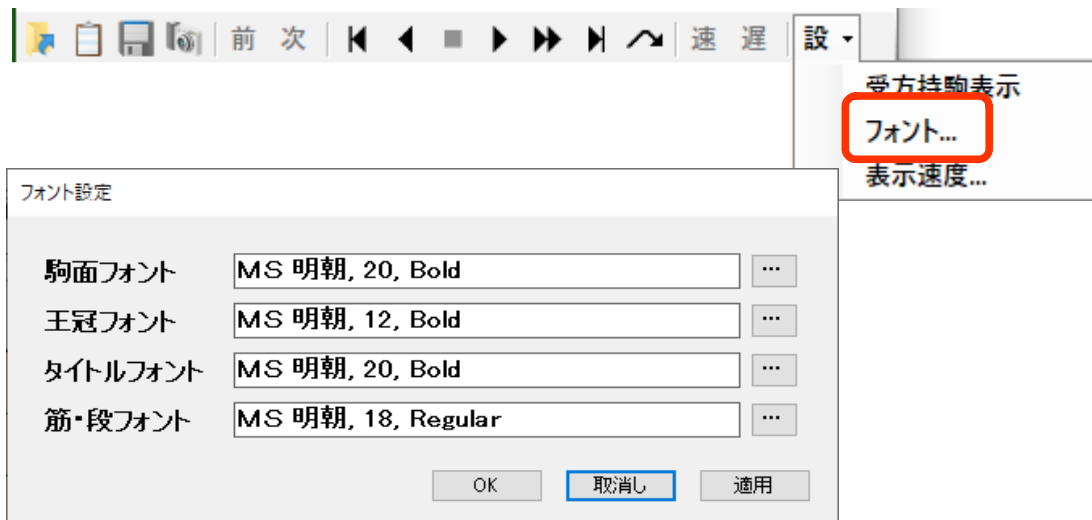 前 次 速 遅 設
受方持駒表示
フォント...
表示速度...
フォント設定
駒面フォント MS 明朝, 20, Bold ...
王冠フォント MS 明朝, 12, Bold ...
タイトルフォント MS 明朝, 20, Bold ...
筋・段フォント MS 明朝, 18, Regular ...
OK 取消し 適用